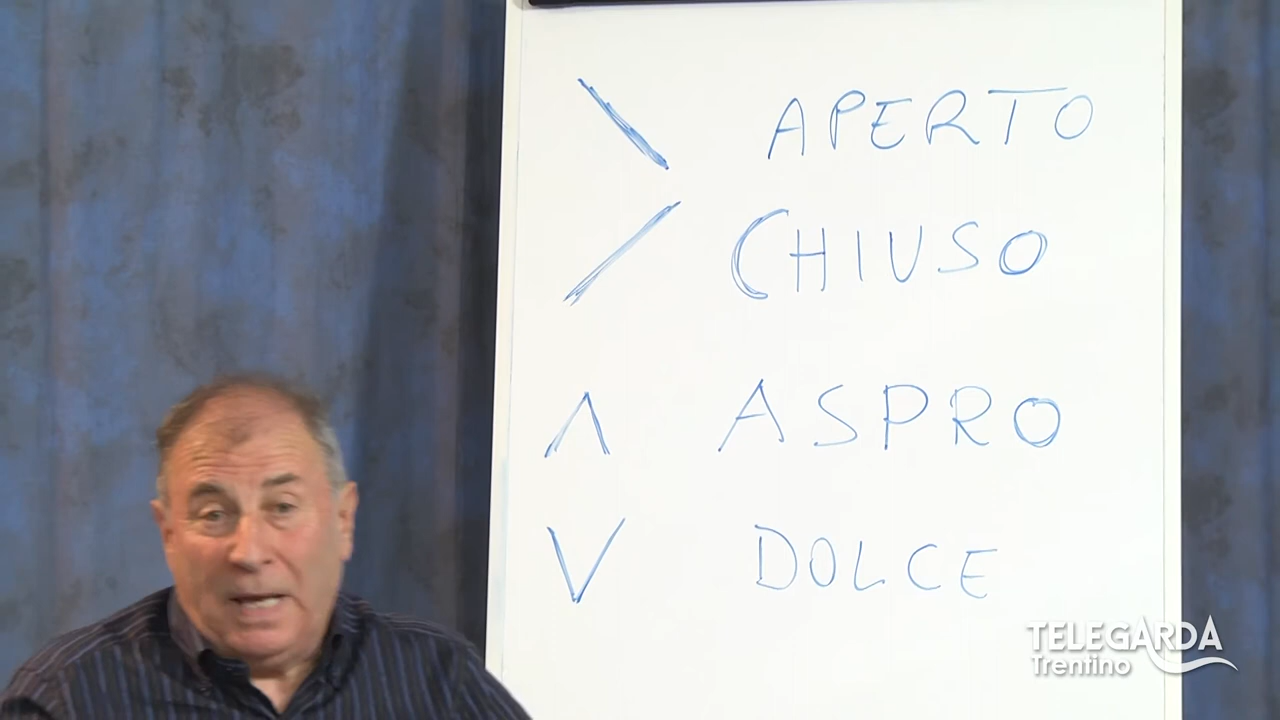 \ APERTO
/ CHIUSO
∧ ASPRO
∨ DOLCE
TELEGARDA
Trentino